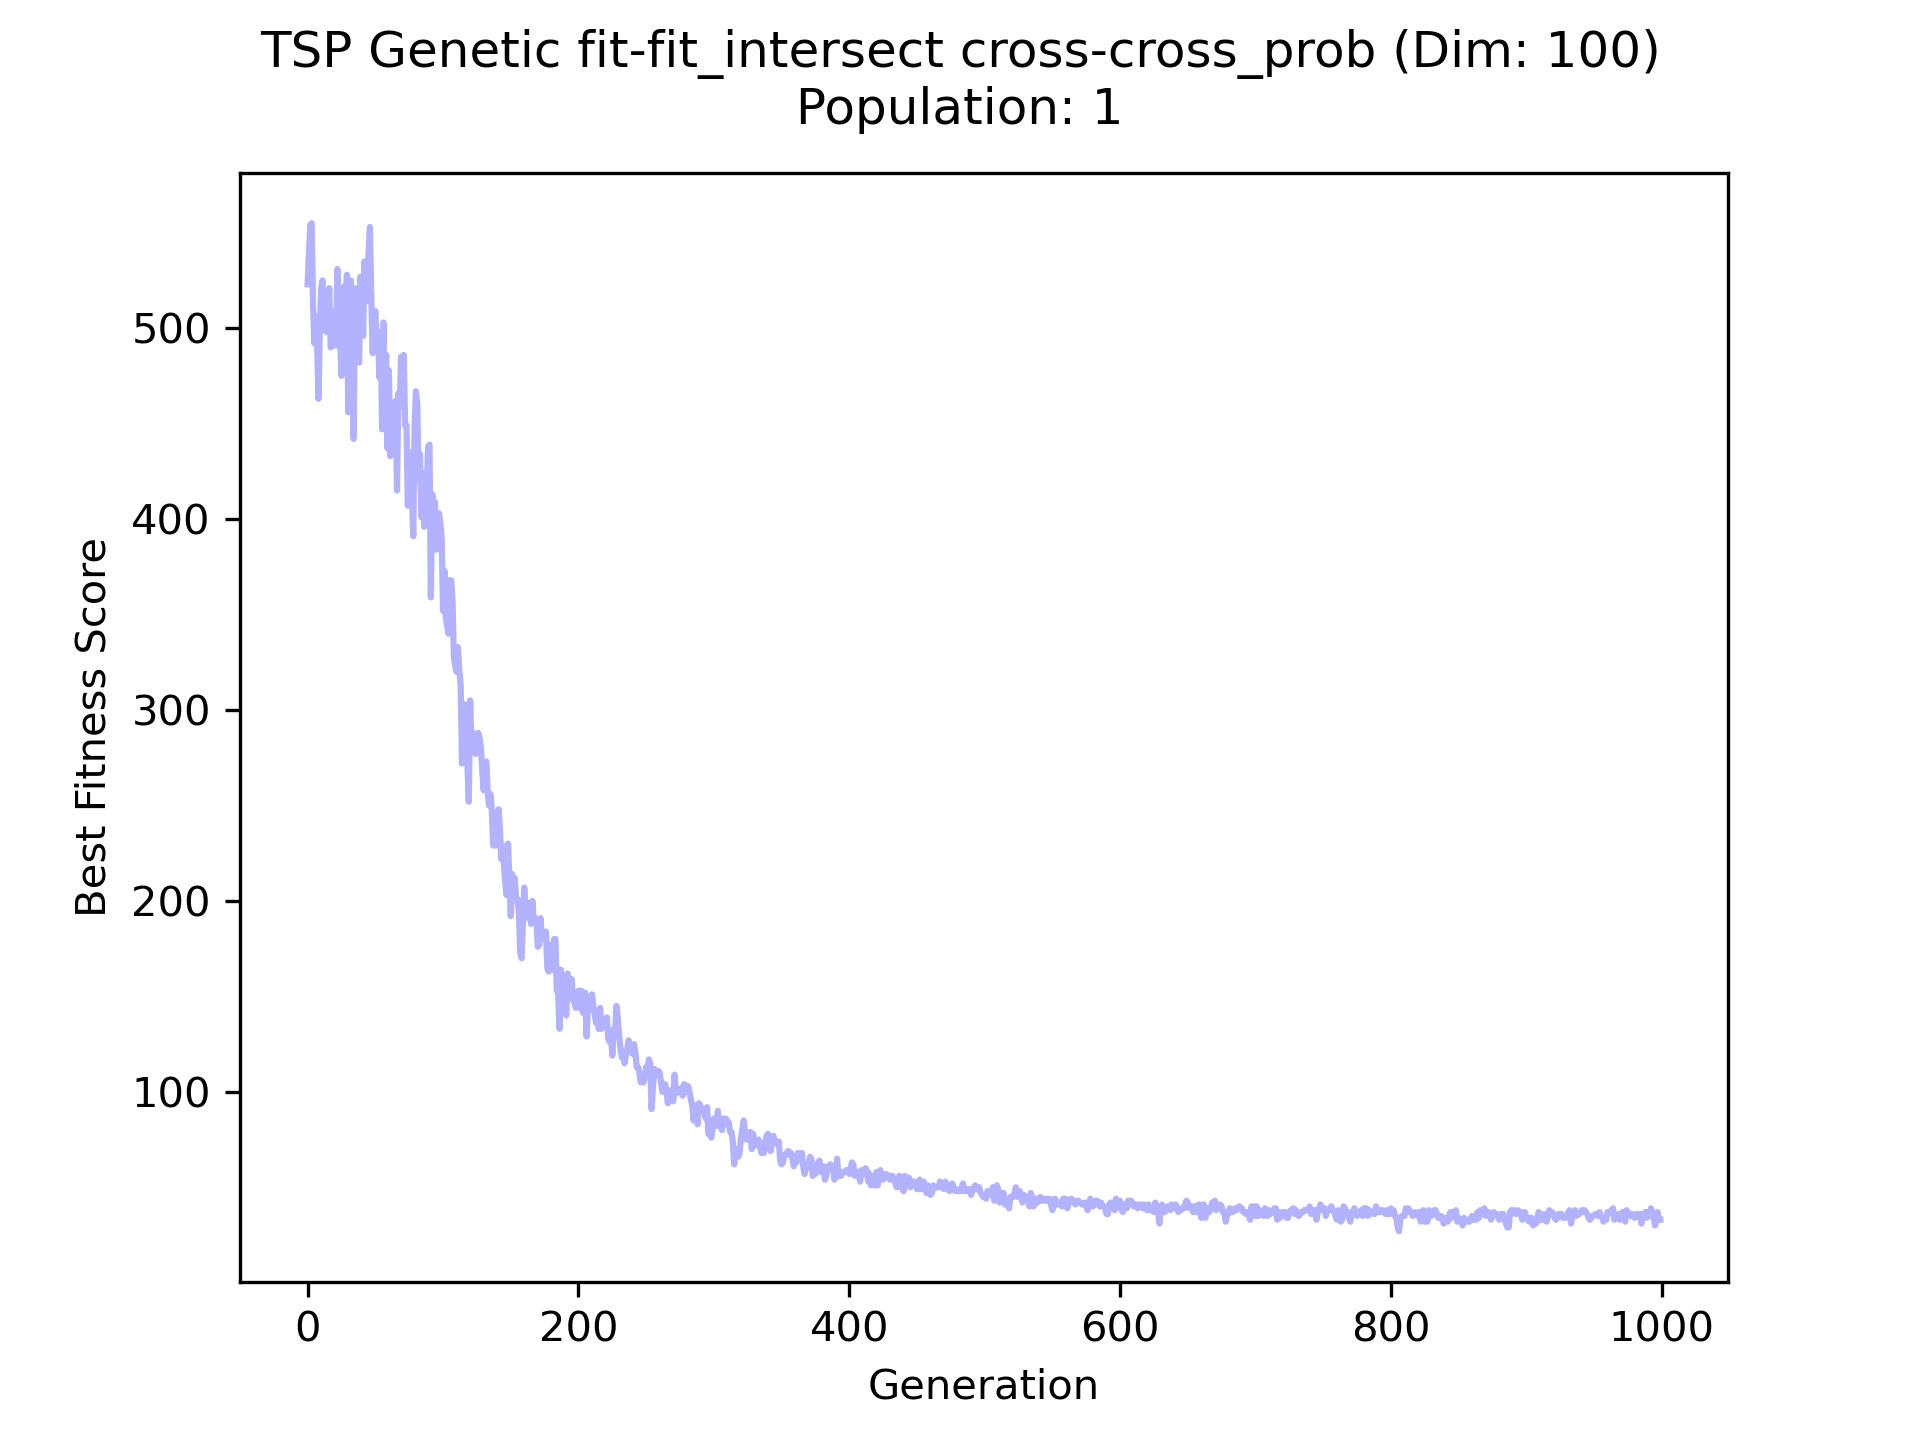 TSP Genetic fit-fit_intersect cross-cross_prob (Dim: 100)
Population: 1
500
400
300
200
100
Best Fitness Score
0 200 400 600 800 1000
Generation